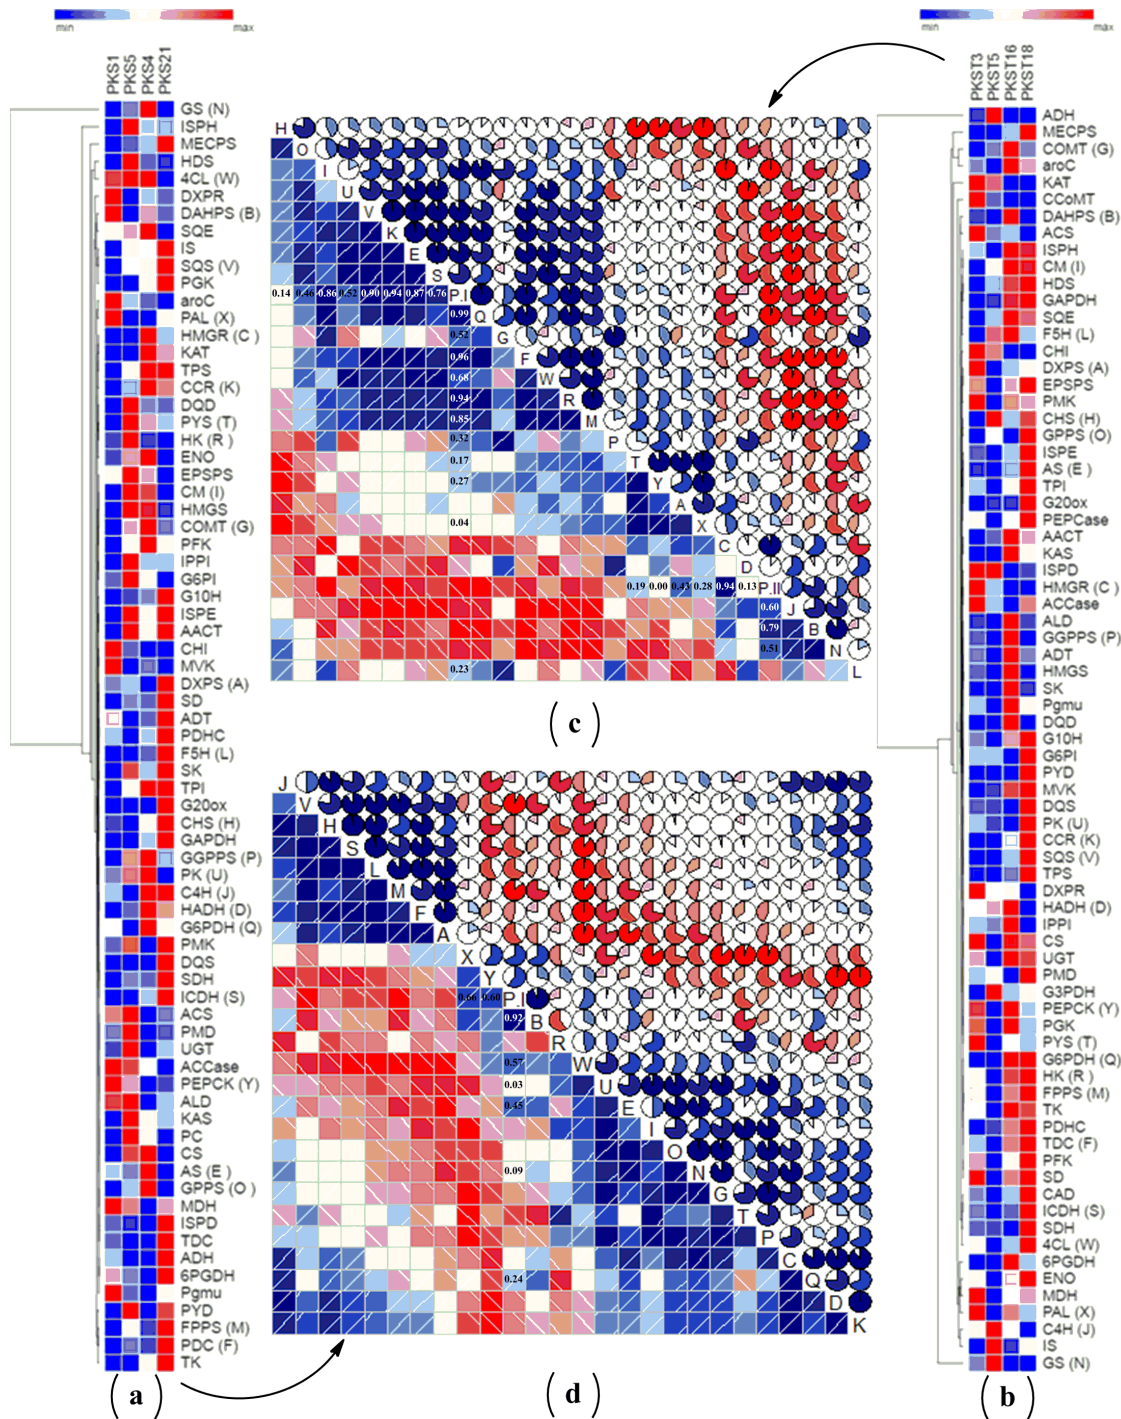 min max
PKS1 PKS5 PKS4 PKS21
GS (N)
ISPH
MECPS
HDS
4CL (W)
DXPR
DAHPS (B)
SQE
IS
SQS (V)
PGK
aroC
PAL (X)
HMGR (C )
KAT
TPS
CCR (K)
DQD
PYS (T)
HK (R )
ENO
EPSPS
CM (I)
HMGS
COMT (G)
PFK
IPPI
G6PI
G10H
ISPE
AACT
CHI
MVK
DXPS (A)
SD
ADT
PDHC
F5H (L)
SK
TPI
G20ox
CHS (H)
GAPDH
GGPPS (P)
PK (U)
C4H (J)
HADH (D)
G6PDH (Q)
PMK
DQS
SDH
ICDH (S)
ACS
PMD
UGT
ACCase
PEPCK (Y)
ALD
KAS
PC
CS
AS (E )
GPPS (O )
MDH
ISPD
TDC
ADH
6PGDH
Pgmu
PYD
FPPS (M)
PDC (F)
TK
(a)
H
O
I
U
V
K
E
S
0.14 0.46 0.86 0.52 0.90 0.94 0.87 0.76 P.I
0.99 Q
0.52 G
0.96 F
0.68 W
0.94 R
0.85 M
0.32 P
0.17 T
0.27 Y
A
0.04 X
C
D
0.19 0.00 0.43 0.28 0.94 0.13 P.II
0.60 J
0.79 B
0.51 N
0.23 L
(c)
J
V
H
S
L
M
F
A
X
Y
0.66 0.60 P.I
0.92 B
R
0.57 W
0.03 U
0.45 E
I
O
0.09 N
G
T
P
C
0.24 Q
D
K
(d)
min max
PKST3 PKST5 PKST16 PKST18
ADH
MECPS
COMT (G)
aroC
KAT
CCoMT
DAHPS (B)
ACS
ISPH
CM (I)
HDS
GAPDH
SQE
F5H (L)
CHI
DXPS (A)
EPSPS
PMK
CHS (H)
GPPS (O)
ISPE
AS (E )
TPI
G20ox
PEPCase
AACT
KAS
ISPD
HMGR (C )
ACCase
ALD
GGPPS (P)
ADT
HMGS
SK
Pgmu
DQD
G10H
G6PI
PYD
MVK
DQS
PK (U)
CCR (K)
SQS (V)
TPS
DXPR
HADH (D)
IPPI
CS
UGT
PMD
G3PDH
PEPCK (Y)
PGK
PYS (T)
G6PDH (Q)
HK (R )
FPPS (M)
TK
PDHC
TDC (F)
PFK
SD
CAD
ICDH (S)
SDH
4CL (W)
6PGDH
ENO
MDH
PAL (X)
C4H (J)
IS
GS (N)
(b)